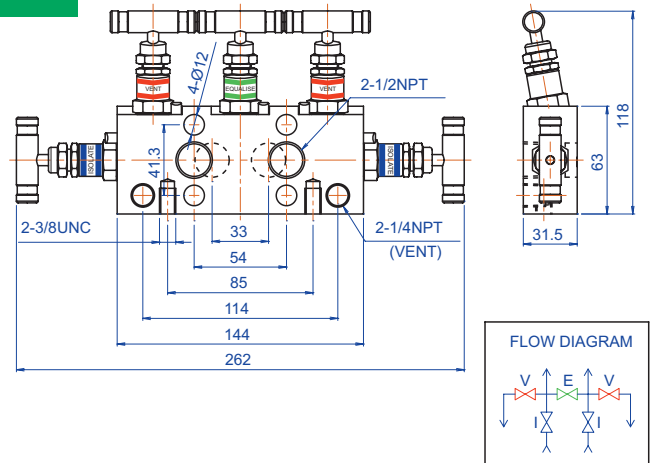 VENT
EQUALISE
VENT
4-Ø12
2-1/2NPT
ISOLATE
41.3
ISOLATE
118
63
2-3/8UNC
33
2-1/4NPT
(VENT)
31.5
54
85
114
144
262
FLOW DIAGRAM
V E V
I I